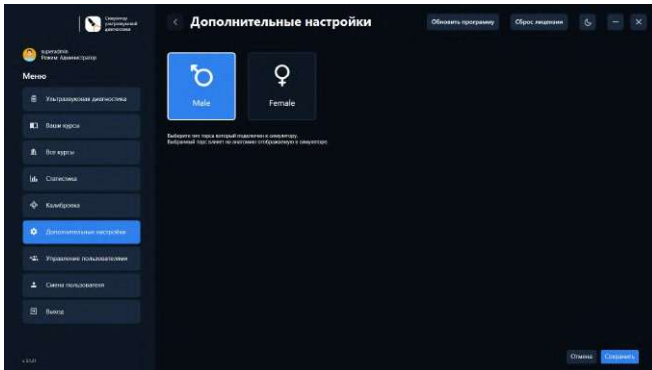 Симулятор
ультразвуковой
диагностики
Дополнительные настройки
Обновить программу
Сброс лицензии
superadmin
Режим: Администратор
Меню
Ультразвуковая диагностика
Ваши курсы
Все курсы
Статистика
Калибровка
Дополнительные настройки
Управление пользователями
Смена пользователя
Выход
Male
Female
Выберите тип торса который подключен к симулятору.
Выбранный торс влияет на анатомию отображаемую в симуляторе.
Отмена
Сохранить